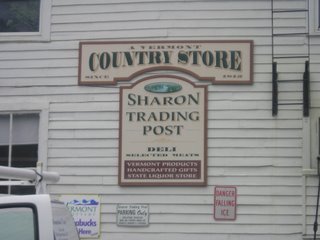 A VERMONT
COUNTRY STORE
SINCE
SHARON
TRADING
POST
DELI
SELECTED MEATS
VERMONT PRODUCTS
HANDCRAFTED GIFTS
STATE LIQUOR STORE
DANGER
FALLING
ICE
VERMONT
PARKING Only